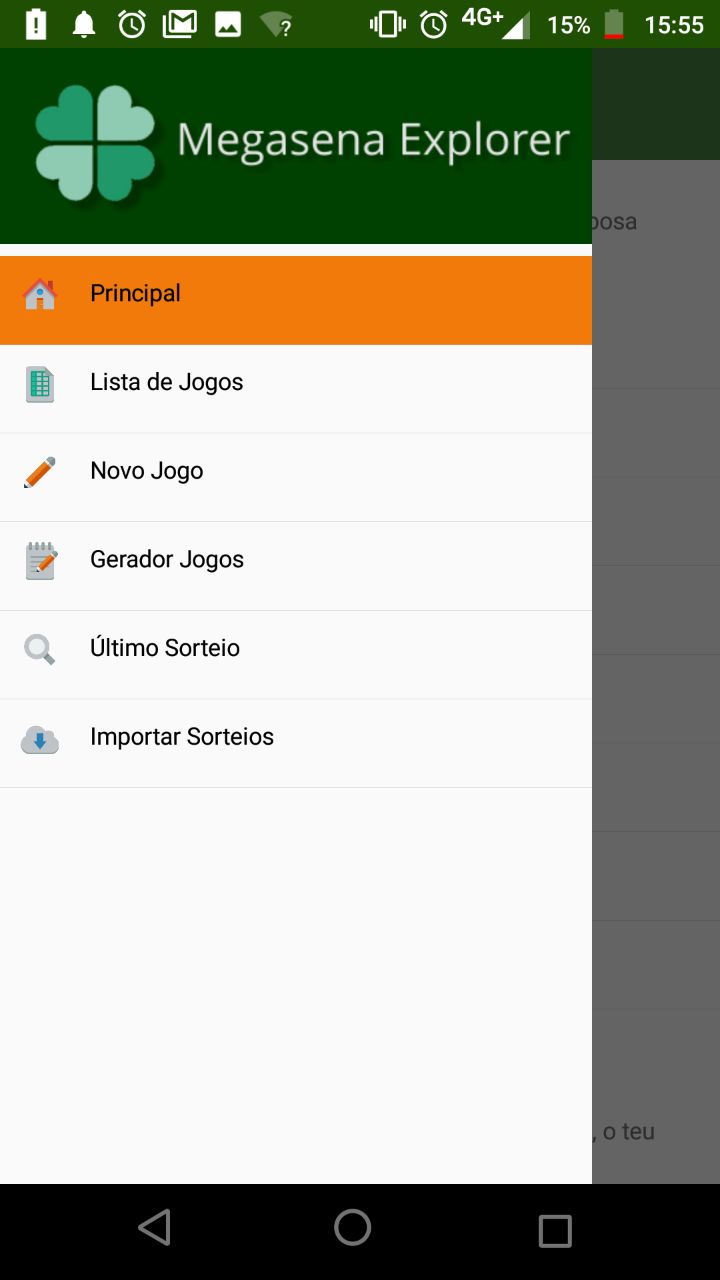 4G+ 15% 15:55
Megasena Explorer
Principal
Lista de Jogos
Novo Jogo
Gerador Jogos
Último Sorteio
Importar Sorteios
, o teu